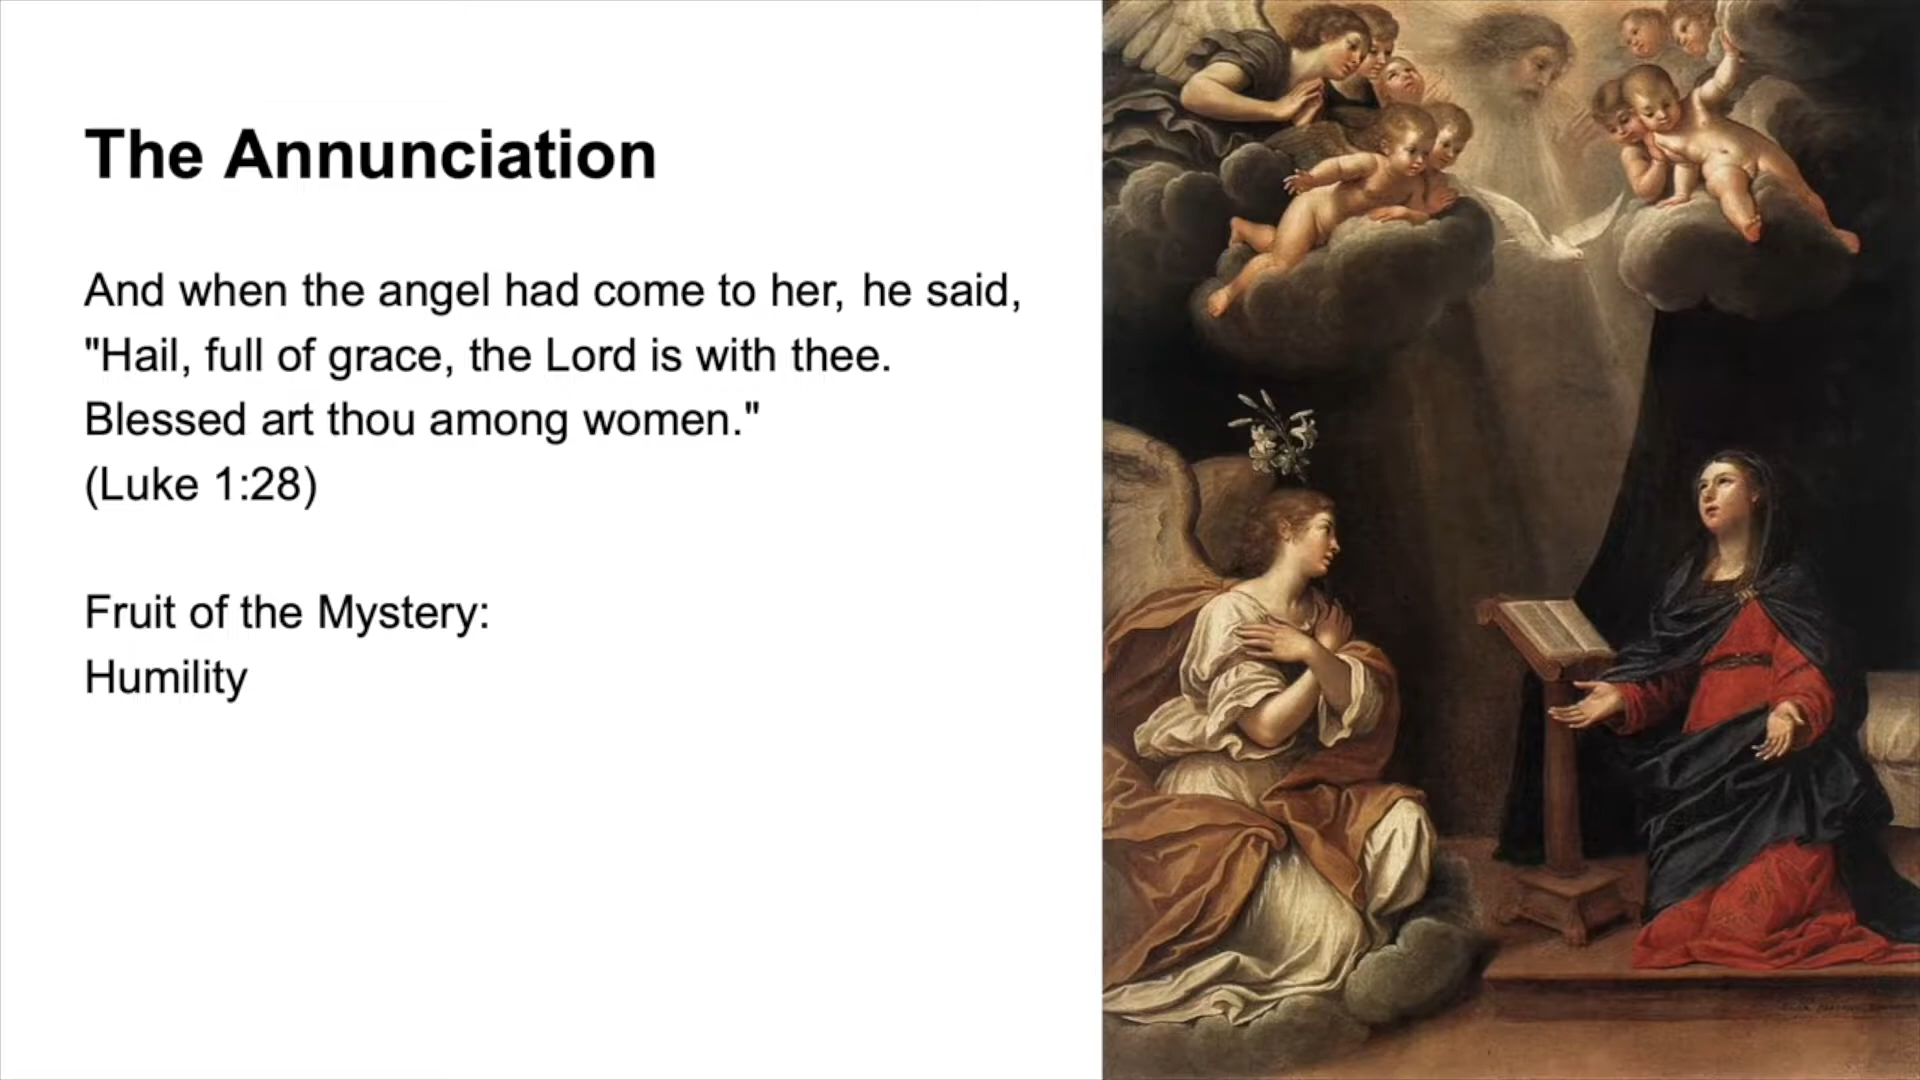 The Annunciation
And when the angel had come to her, he said,
"Hail, full of grace, the Lord is with thee.
Blessed art thou among women."
(Luke 1:28)
Fruit of the Mystery:
Humility